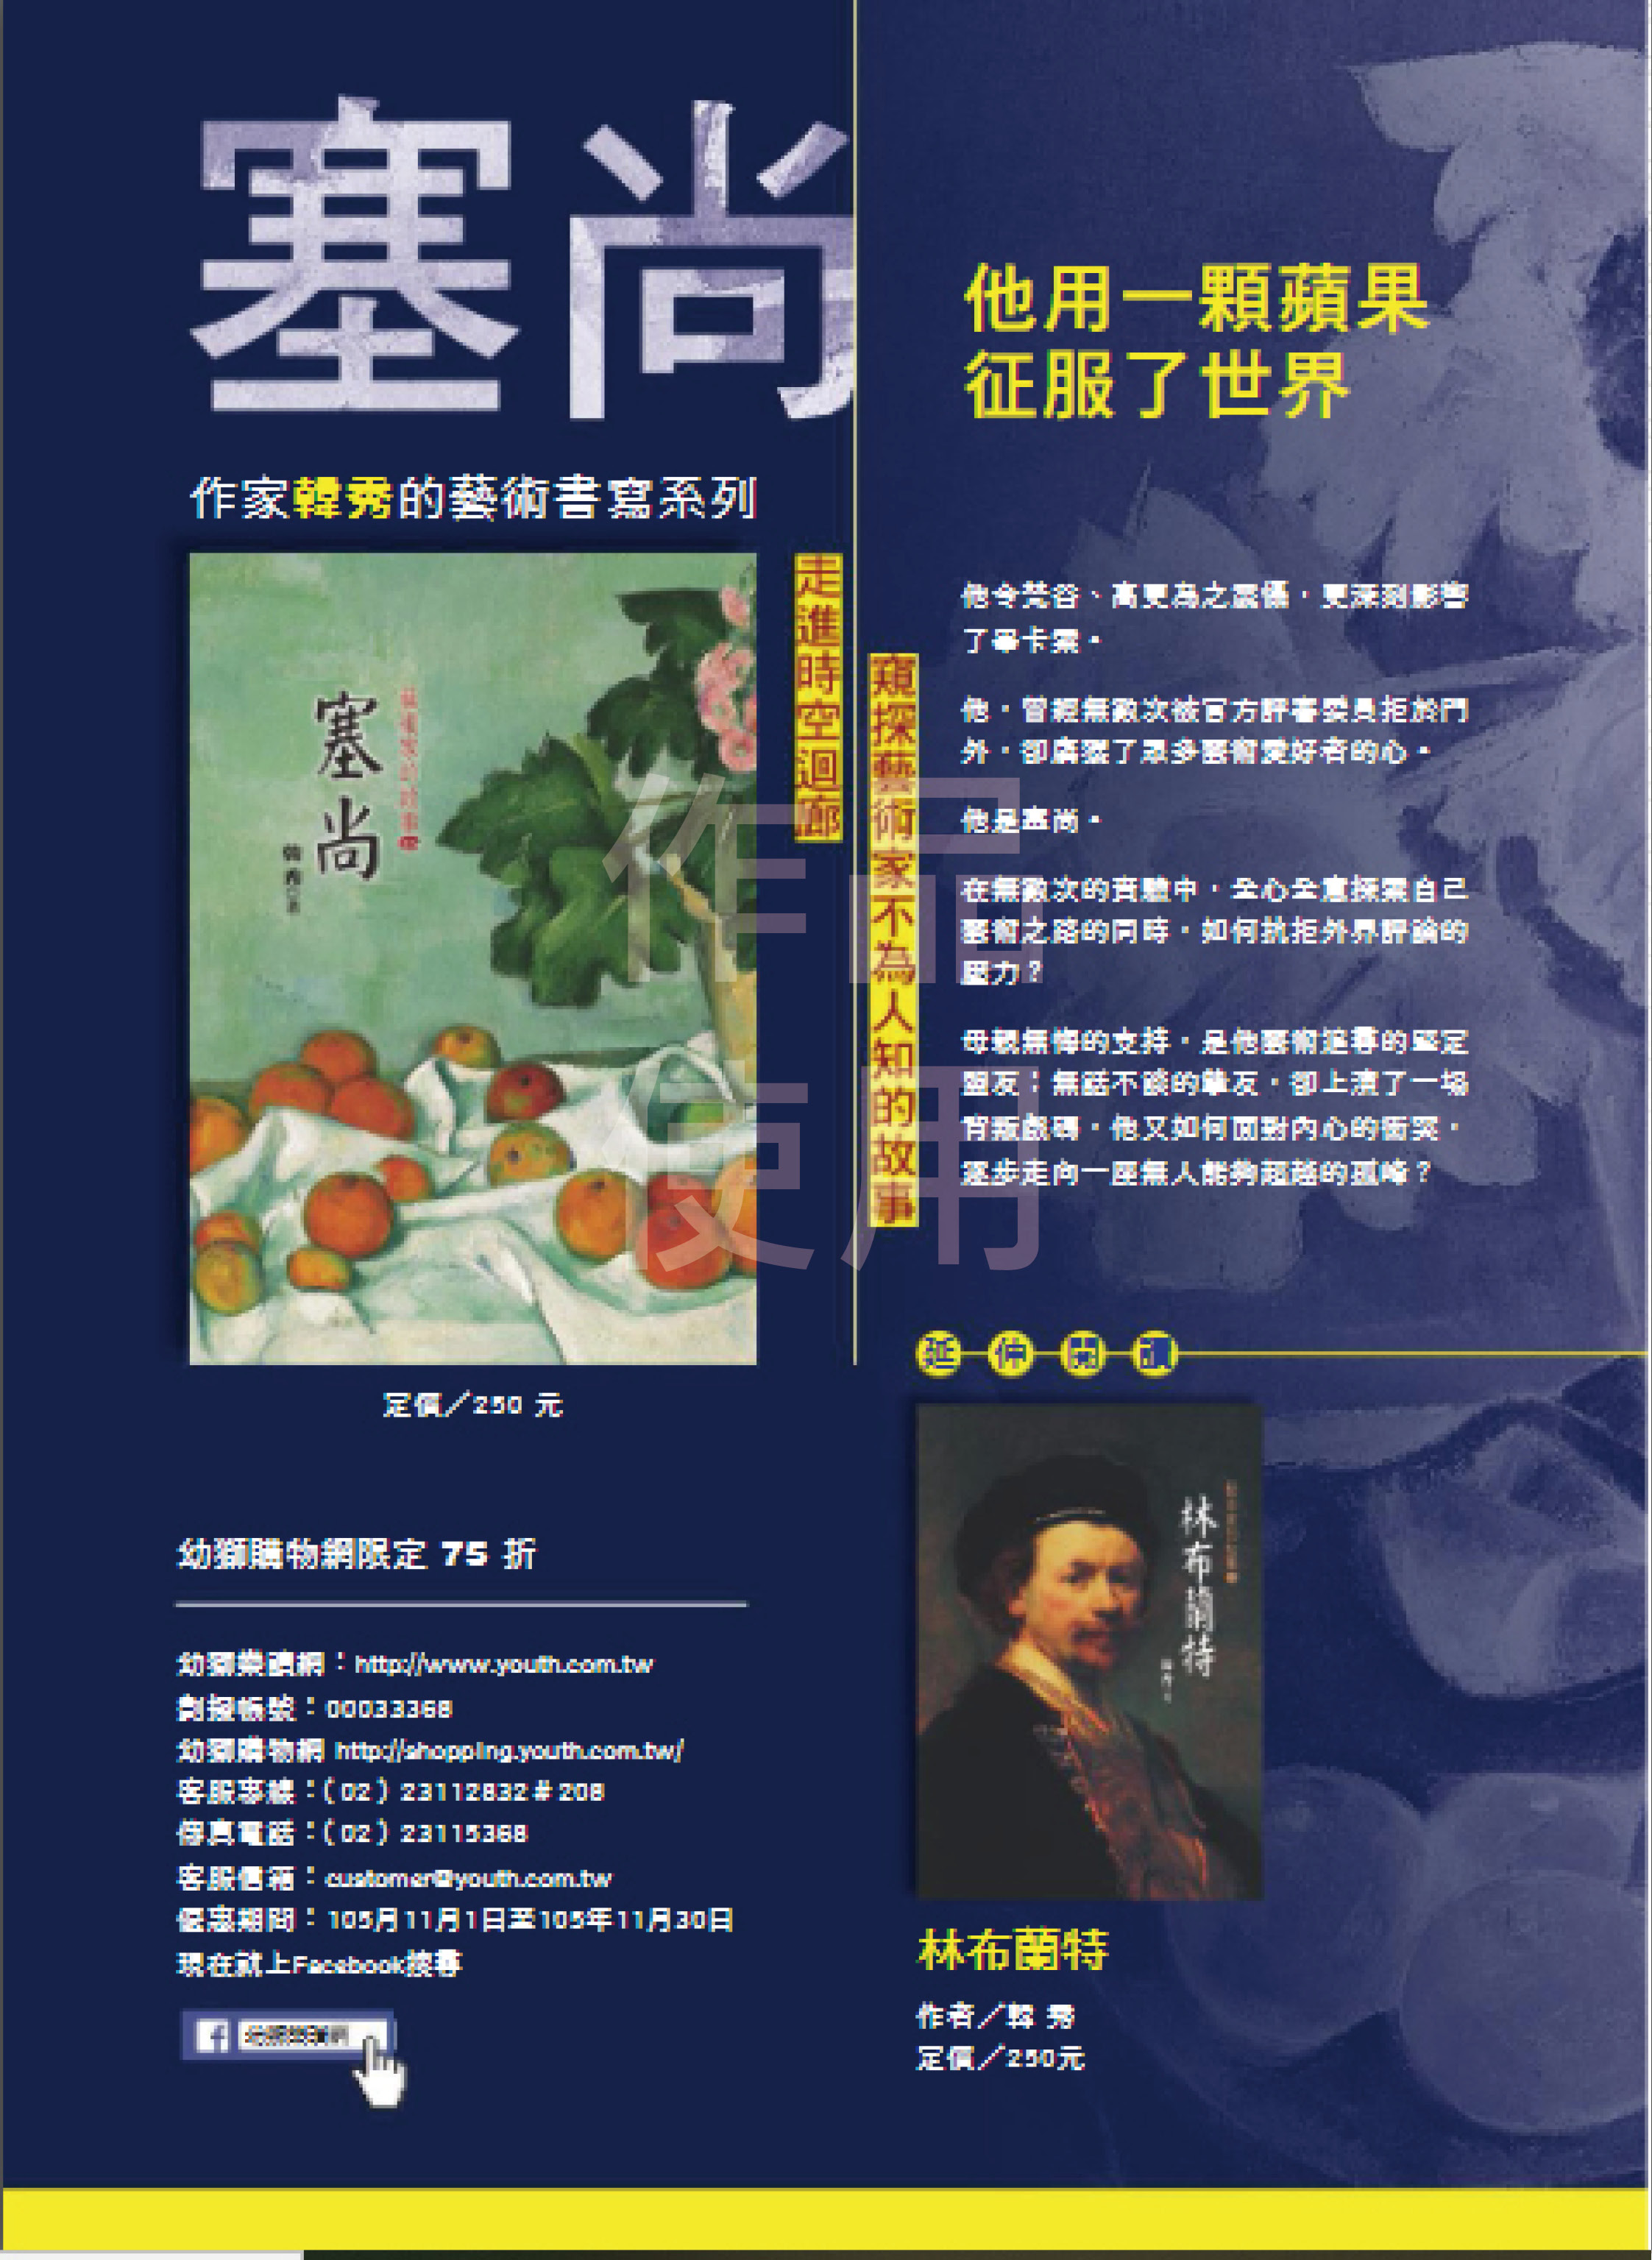 塞尚
作家韓秀的藝術書寫系列
塞尚
韓秀
走進時空迴廊
窺探藝術家不為人知的故事
定價／250 元
幼獅購物網限定 75 折
幼獅樂讀網：http://www.youth.com.tw
劃撥帳號：00033368
幼獅購物網 http://shopping.youth.com.tw/
客服專線：(02) 23112832＃208
傳真電話：(02) 23115368
客服信箱：customer@youth.com.tw
優惠期間：105月11月1日至105年11月30日
現在就上Facebook搜尋
他用一顆蘋果
征服了世界
他令梵谷、高更為之震懾，更深刻影響
了畢卡索。
他，曾經無數次被官方評審委員拒於門
外，卻擄獲了眾多藝術愛好者的心。
他是塞尚。
在無數次的實驗中，全心全意探索自己
藝術之路的同時，如何抗拒外界評論的
壓力？
母親無悔的支持，是他藝術追尋的堅定
盟友；無話不談的摯友，卻上演了一場
背叛戲碼，他又如何面對內心的衝突，
逐步走向一座無人能夠超越的孤峰？
延伸閱讀
林布蘭特
林布蘭特
作者／韓 秀
定價／250元
作品
使用